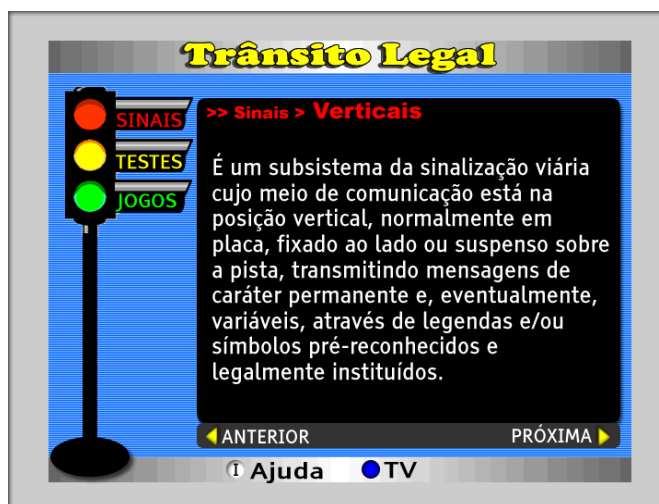 Trânsito Legal
SINAIS
TESTES
JOGOS
>> Sinais > Verticais
É um subsistema da sinalização viária
cujo meio de comunicação está na
posição vertical, normalmente em
placa, fixado ao lado ou suspenso sobre
a pista, transmitindo mensagens de
caráter permanente e, eventualmente,
variáveis, através de legendas e/ou
símbolos pré-reconhecidos e
legalmente instituídos.
ANTERIOR PRÓXIMA
I Ajuda TV